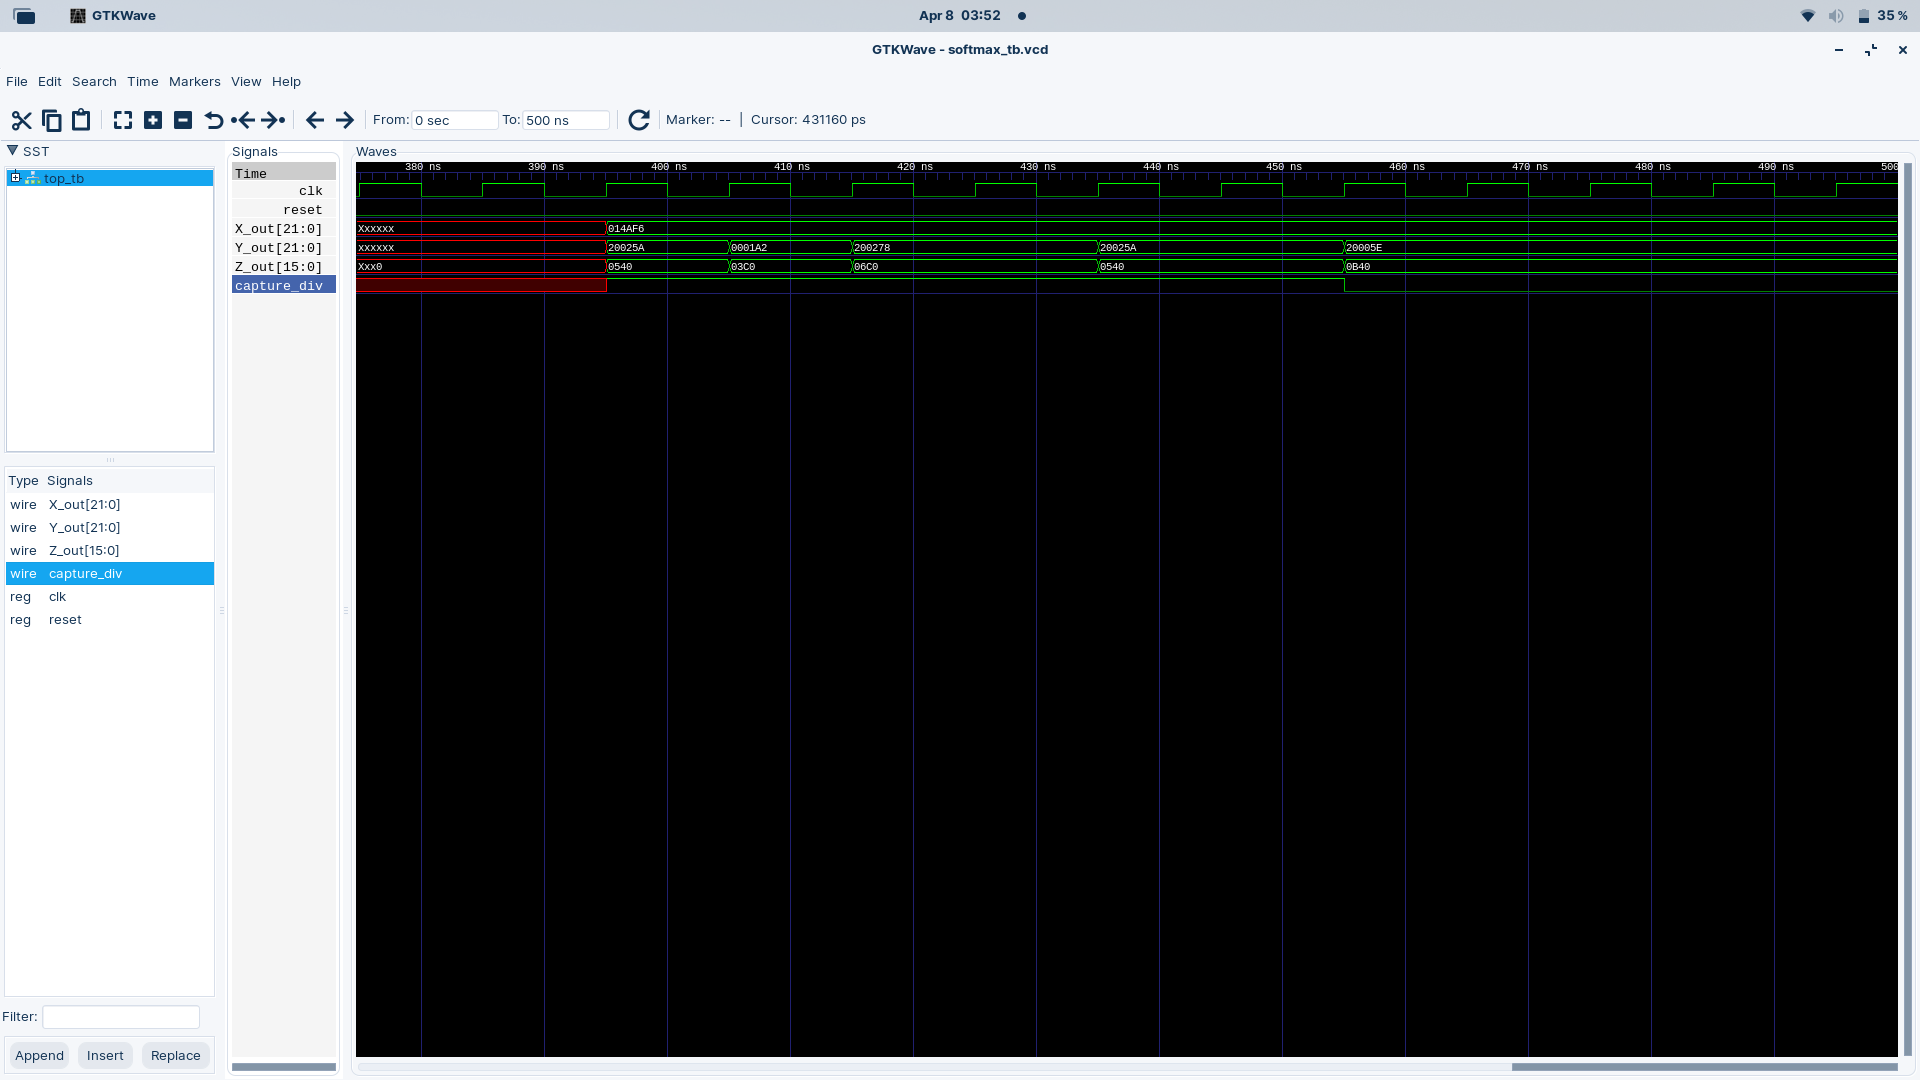 GTKWave
Apr 8 03:52
35 %
GTKWave - softmax_tb.vcd
File Edit Search Time Markers View Help
From: 0 sec To: 500 ns Marker: -- | Cursor: 431160 ps
SST
top_tb
Type Signals
wire X_out[21:0]
wire Y_out[21:0]
wire Z_out[15:0]
wire capture_div
reg clk
reg reset
Filter:
Append Insert Replace
Signals
Time
clk
reset
X_out[21:0]
Y_out[21:0]
Z_out[15:0]
capture_div
Waves
380 ns 390 ns 400 ns 410 ns 420 ns 430 ns 440 ns 450 ns 460 ns 470 ns 480 ns 490 ns 500
Xxxxxx 014AF6
xxxxxx 20025A 0001A2 200278 20025A 20005E
Xxx0 0540 03C0 06C0 0540 0B40